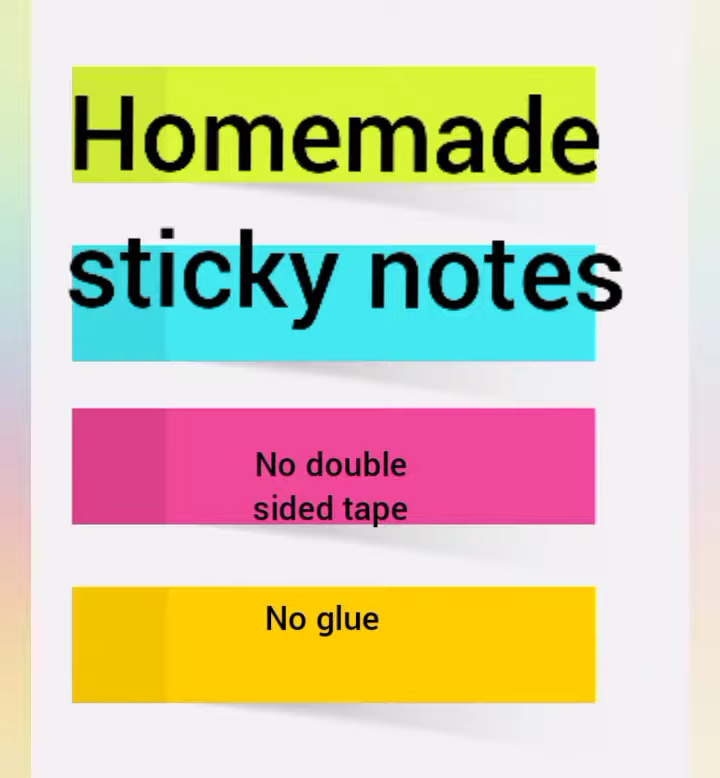 Homemade
sticky notes
No double
sided tape
No glue